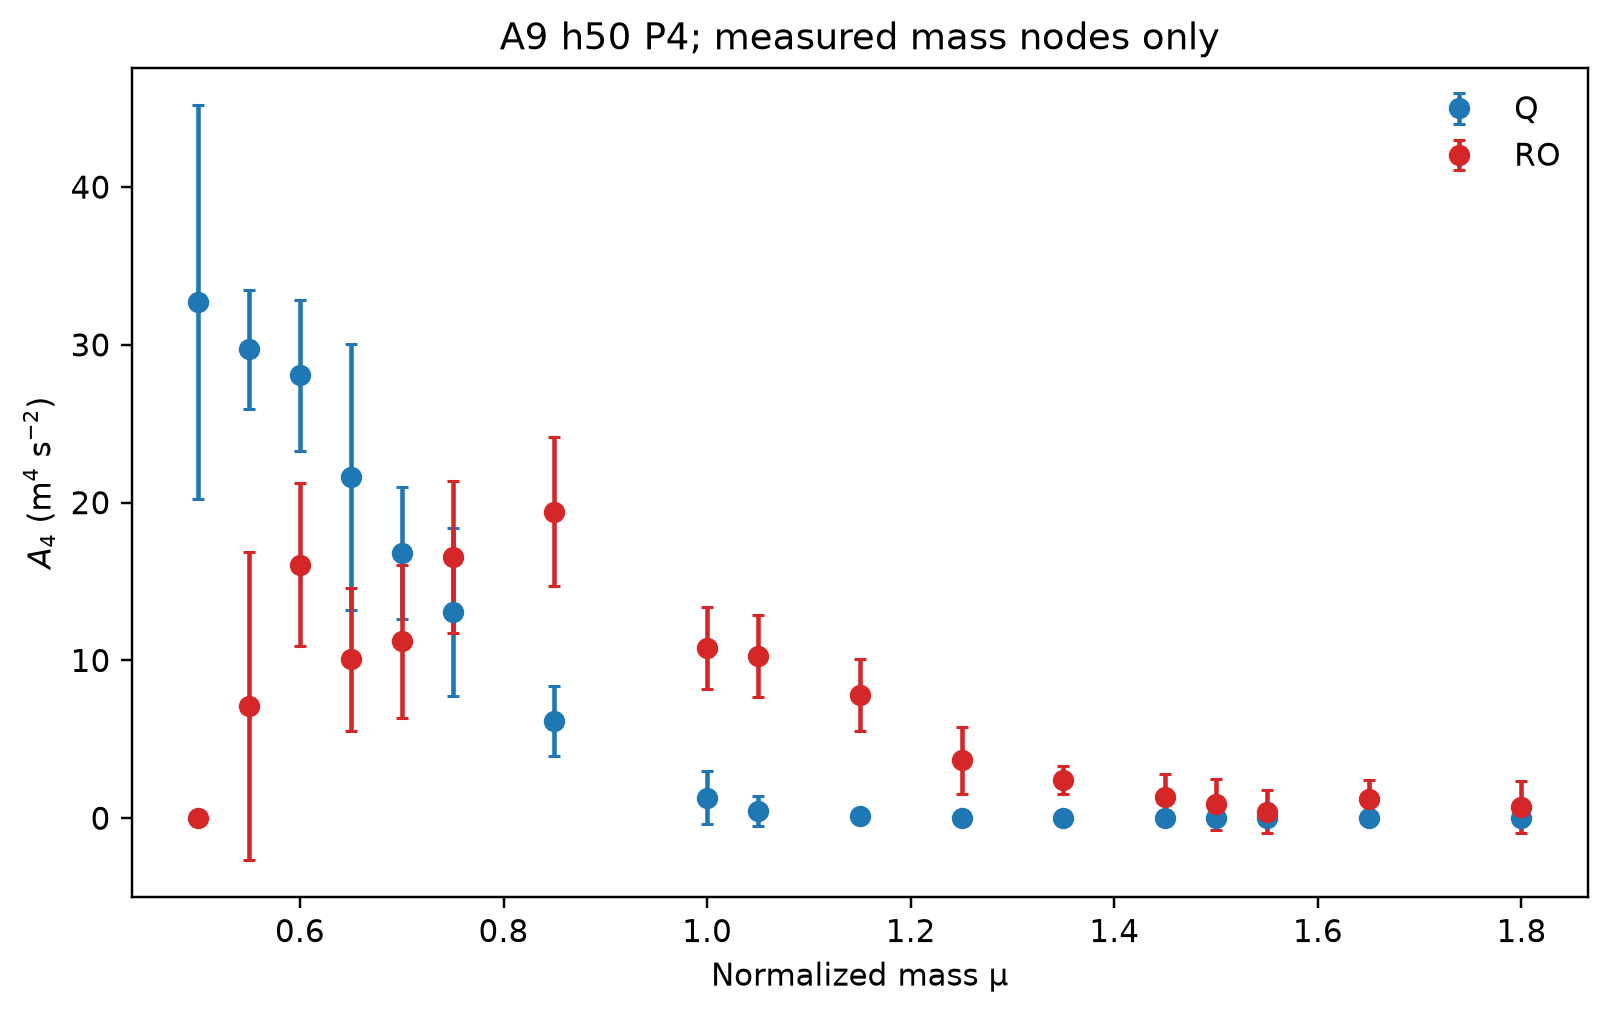 A9 h50 P4; measured mass nodes only
Q
RO
A₄ (m⁴ s⁻²)
40
30
20
10
0
0.6 0.8 1.0 1.2 1.4 1.6 1.8
Normalized mass μ